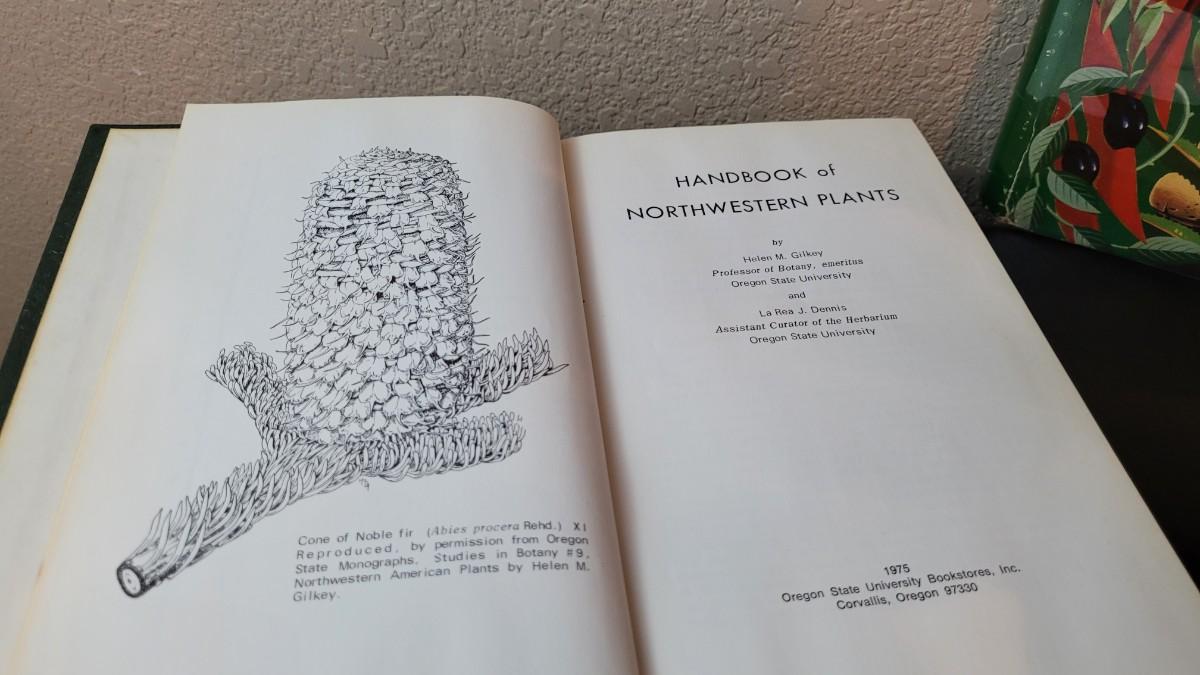 Cone of Noble fir (Abies procera Rehd.) X1
Reproduced, by permission from Oregon
State Monographs, Studies in Botany #9,
Northwestern American Plants by Helen M.
Gilkey.
HANDBOOK of
NORTHWESTERN PLANTS
by
Helen M. Gilkey
Professor of Botany, emeritus
Oregon State University
and
La Rea J. Dennis
Assistant Curator of the Herbarium
Oregon State University
1975
Oregon State University Bookstores, Inc.
Corvallis, Oregon 97330